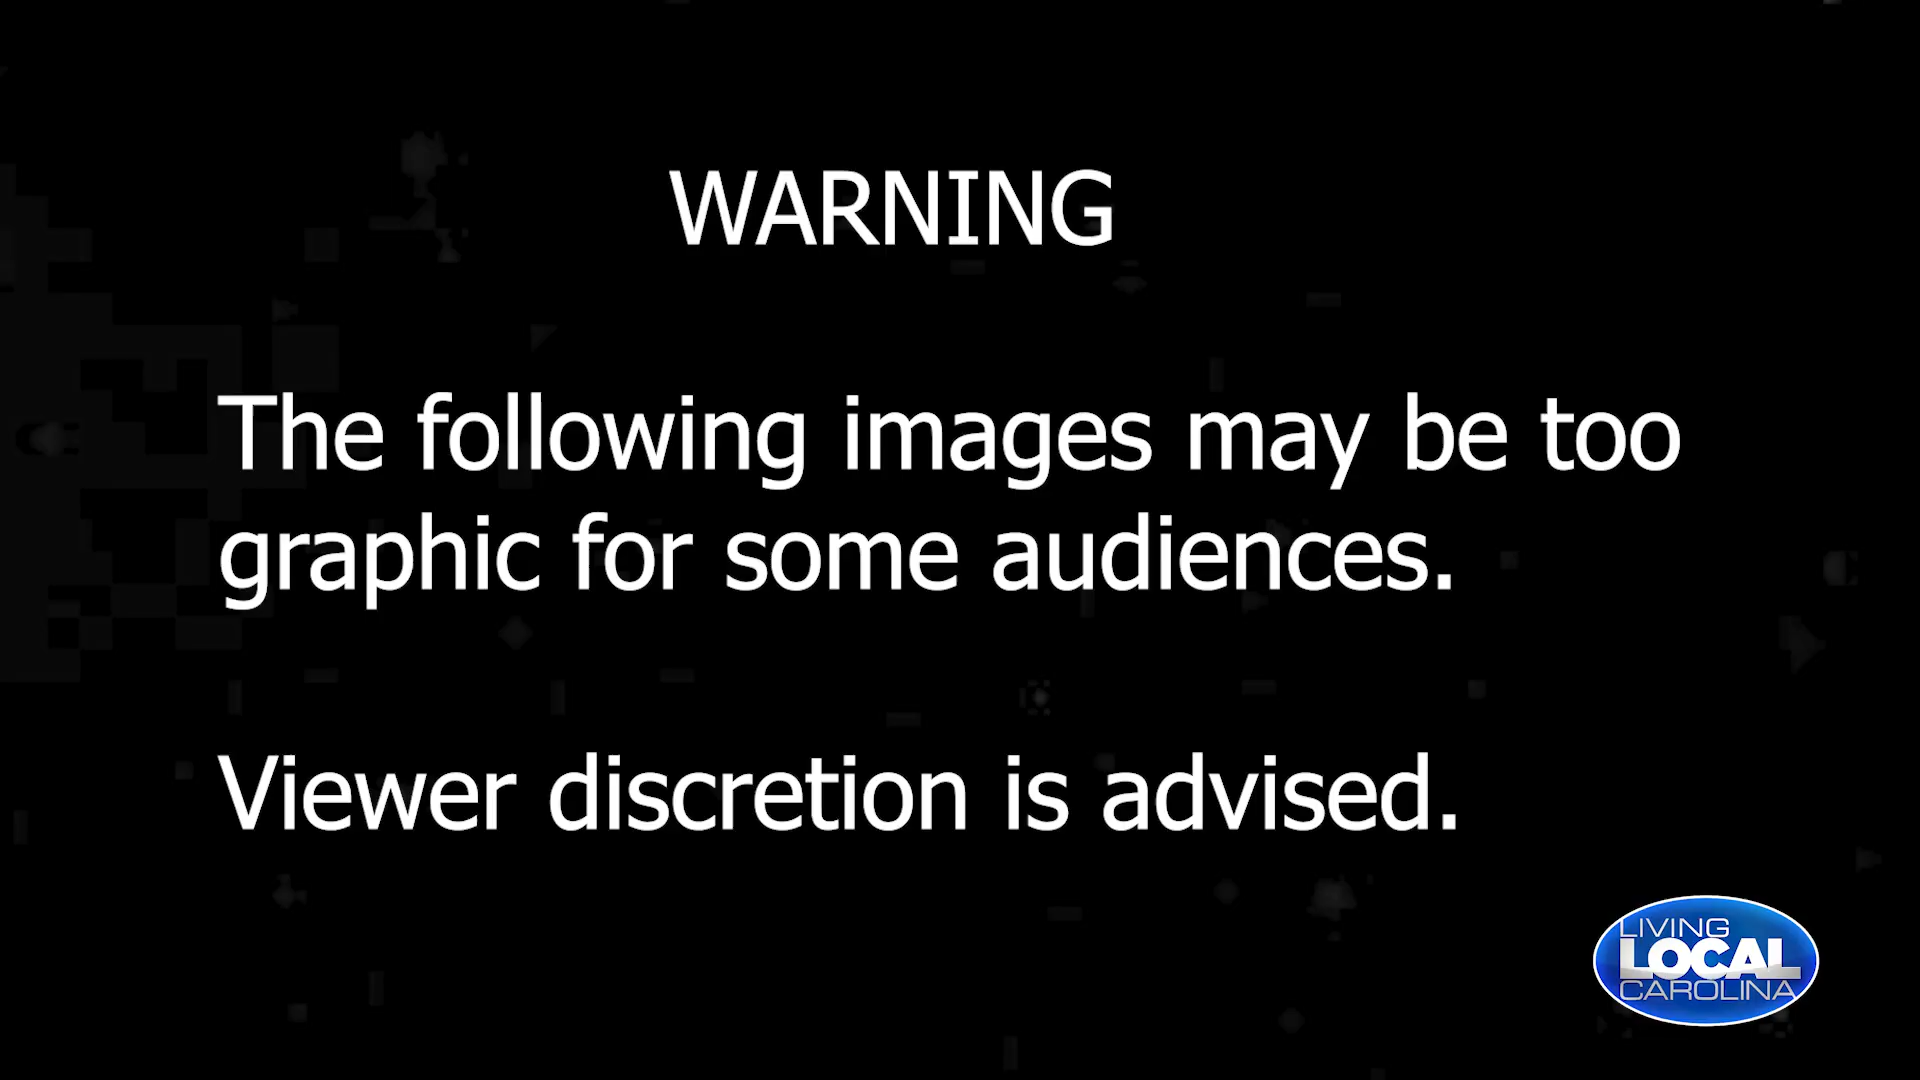 WARNING
The following images may be too
graphic for some audiences.
Viewer discretion is advised.
LIVING
LOCAL
CAROLINA